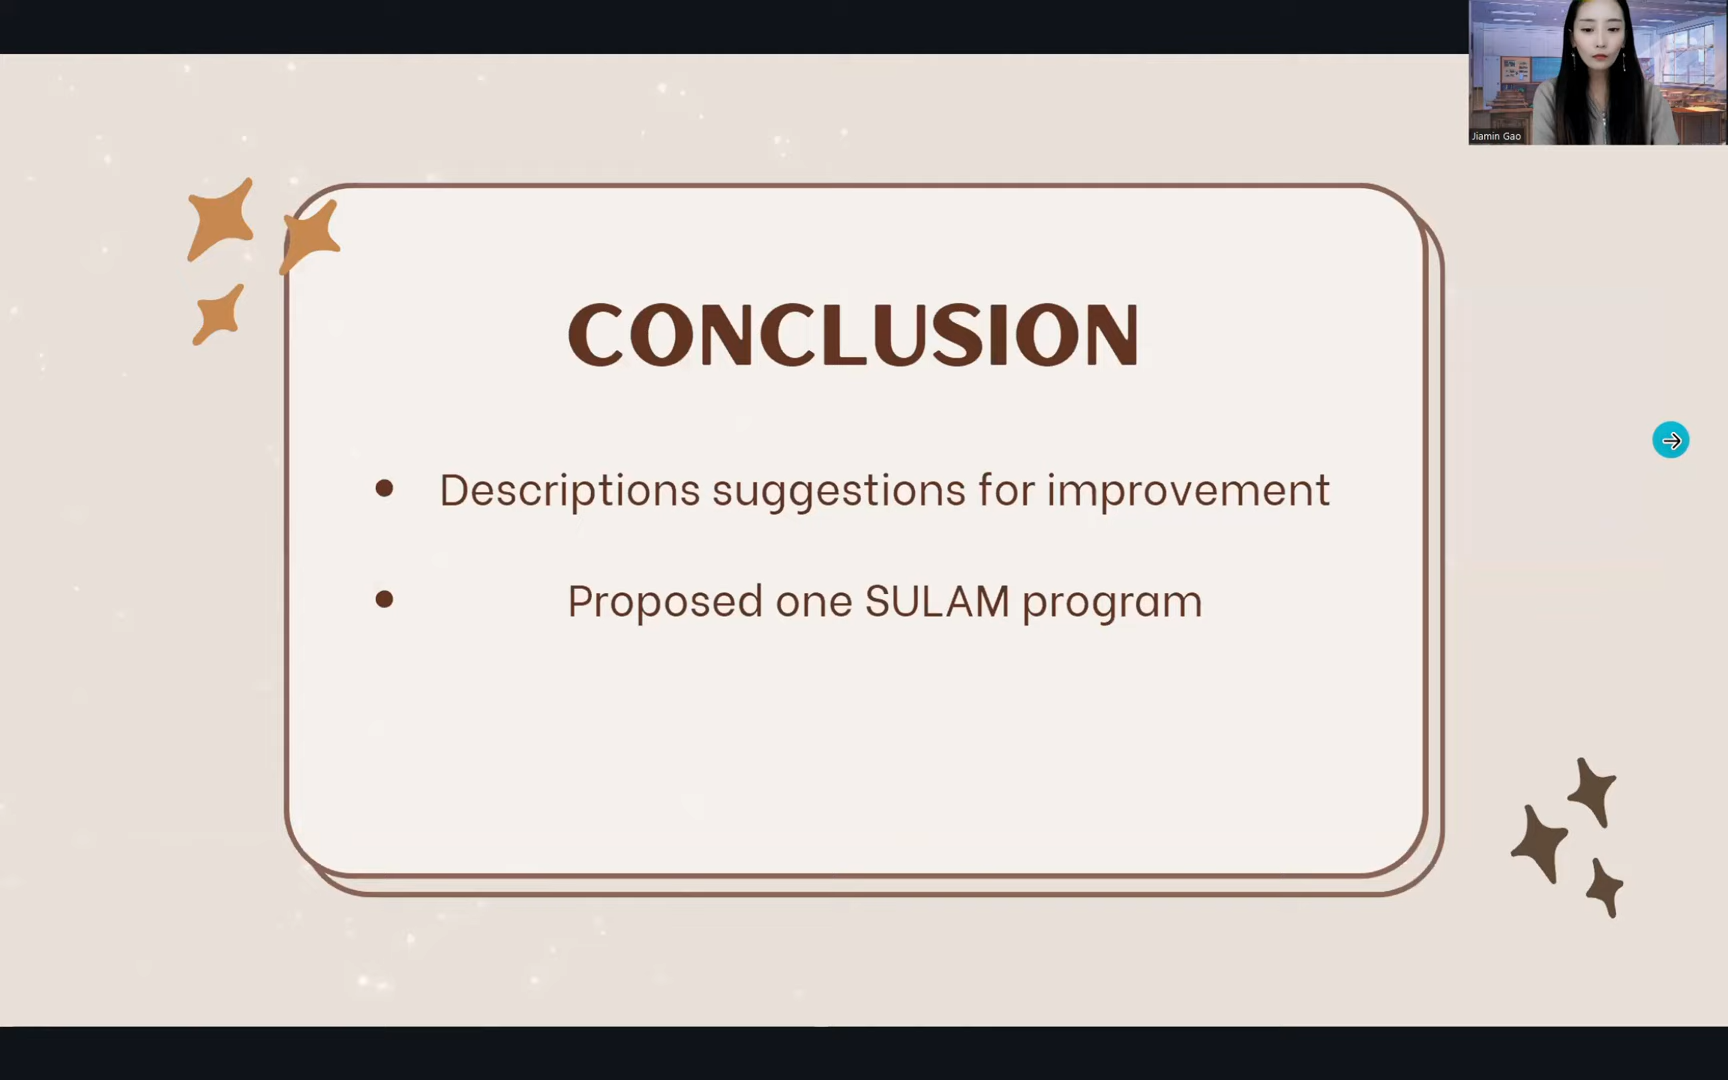 Jiamin Gao
CONCLUSION
• Descriptions suggestions for improvement
• Proposed one SULAM program